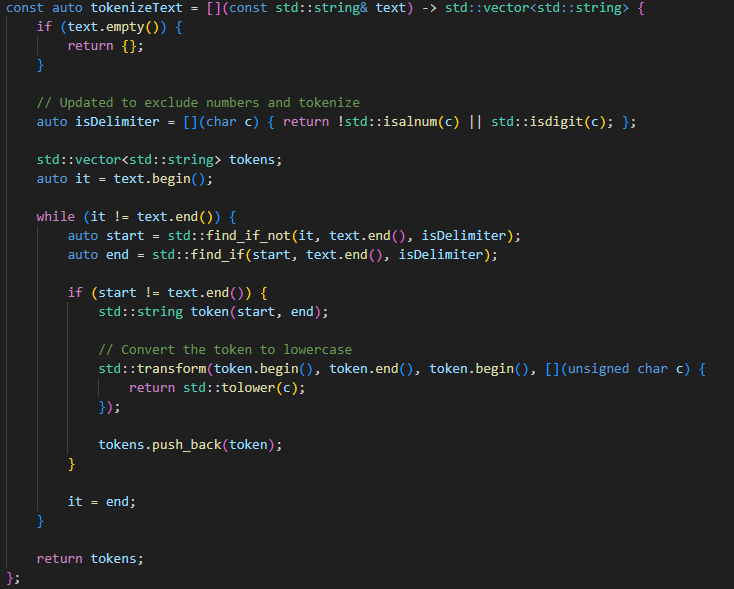 const auto tokenizeText = [](const std::string& text) -> std::vector<std::string> {
    if (text.empty()) {
        return {};
    }

    // Updated to exclude numbers and tokenize
    auto isDelimiter = [](char c) { return !std::isalnum(c) || std::isdigit(c); };

    std::vector<std::string> tokens;
    auto it = text.begin();

    while (it != text.end()) {
        auto start = std::find_if_not(it, text.end(), isDelimiter);
        auto end = std::find_if(start, text.end(), isDelimiter);

        if (start != text.end()) {
            std::string token(start, end);

            // Convert the token to lowercase
            std::transform(token.begin(), token.end(), token.begin(), [](unsigned char c) {
                return std::tolower(c);
            });

            tokens.push_back(token);
        }

        it = end;
    }

    return tokens;
};